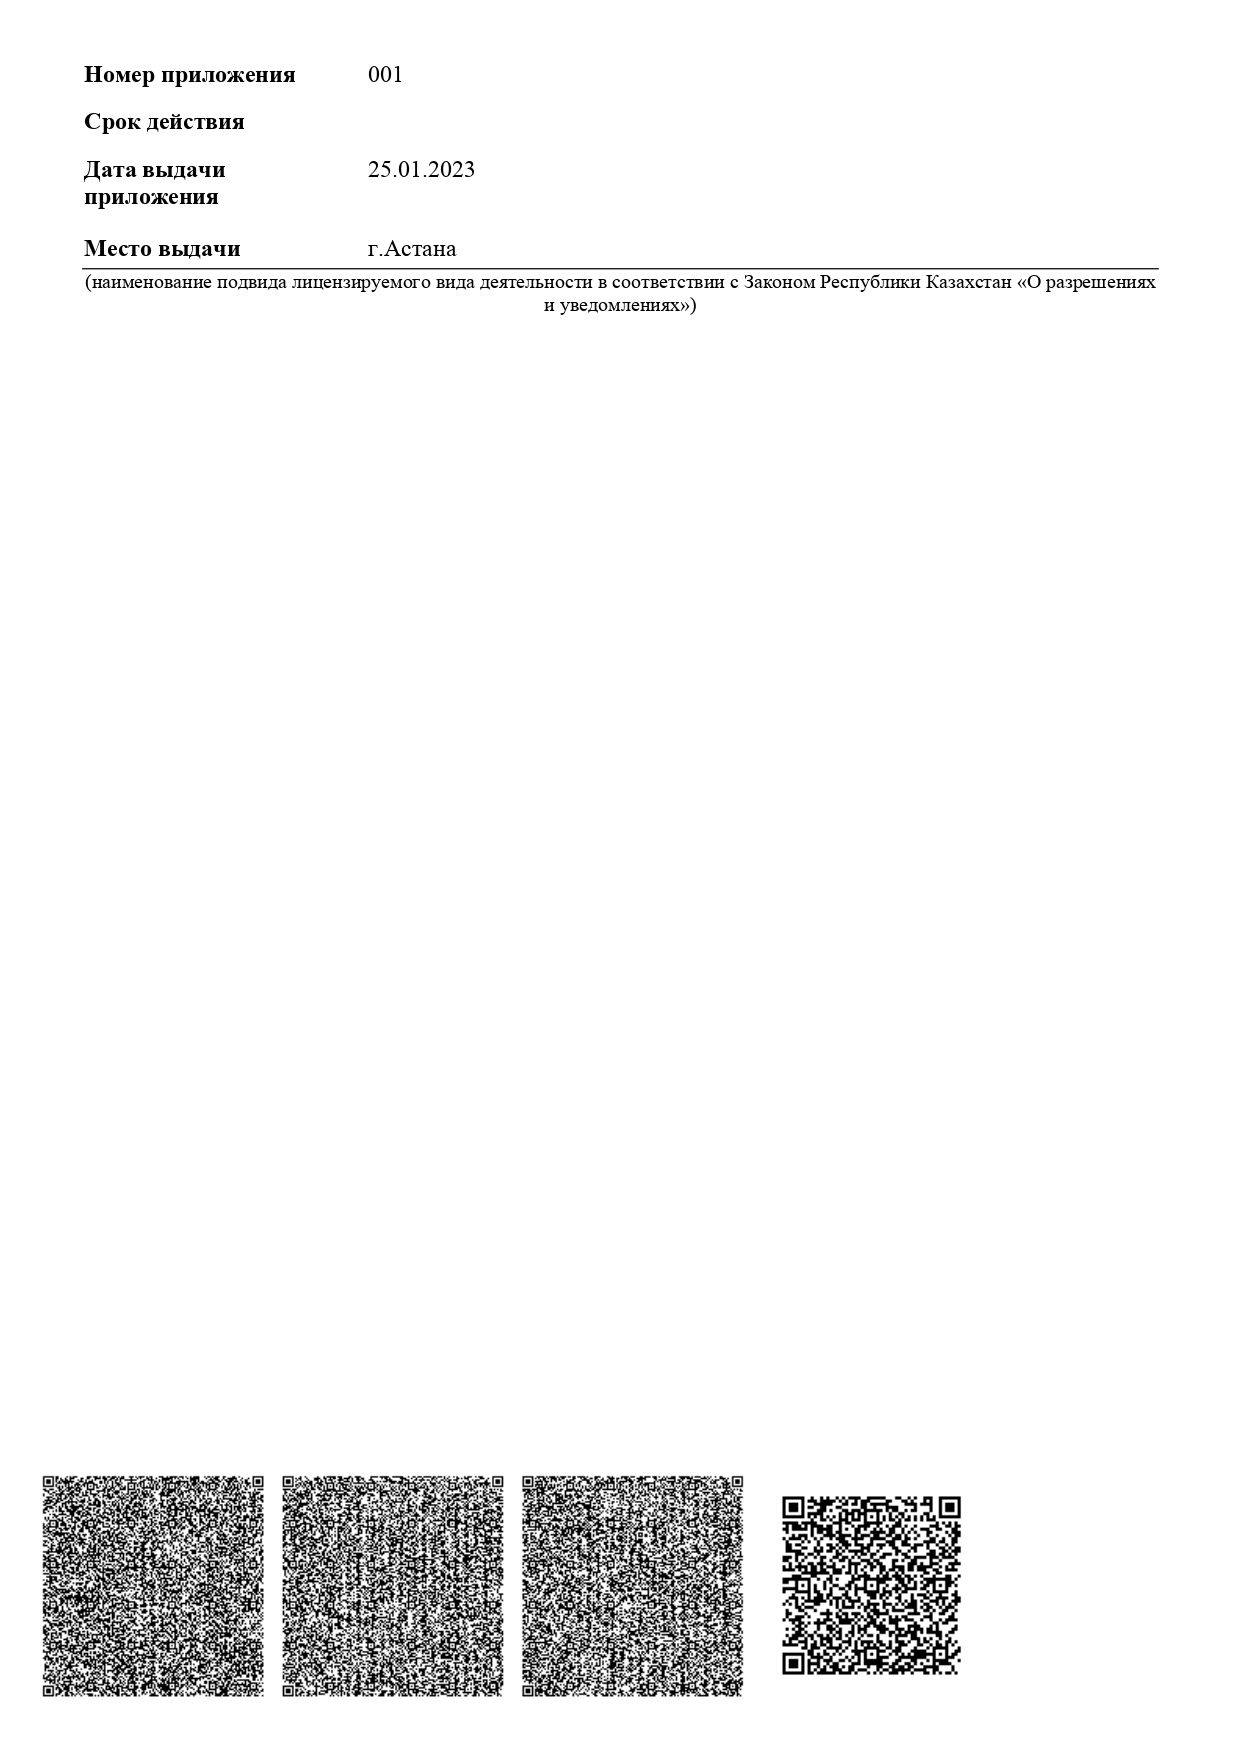 Номер приложения 001
Срок действия
Дата выдачи 25.01.2023
приложения
Место выдачи г.Астана
(наименование подвида лицензируемого вида деятельности в соответствии с Законом Республики Казахстан «О разрешениях
и уведомлениях»)